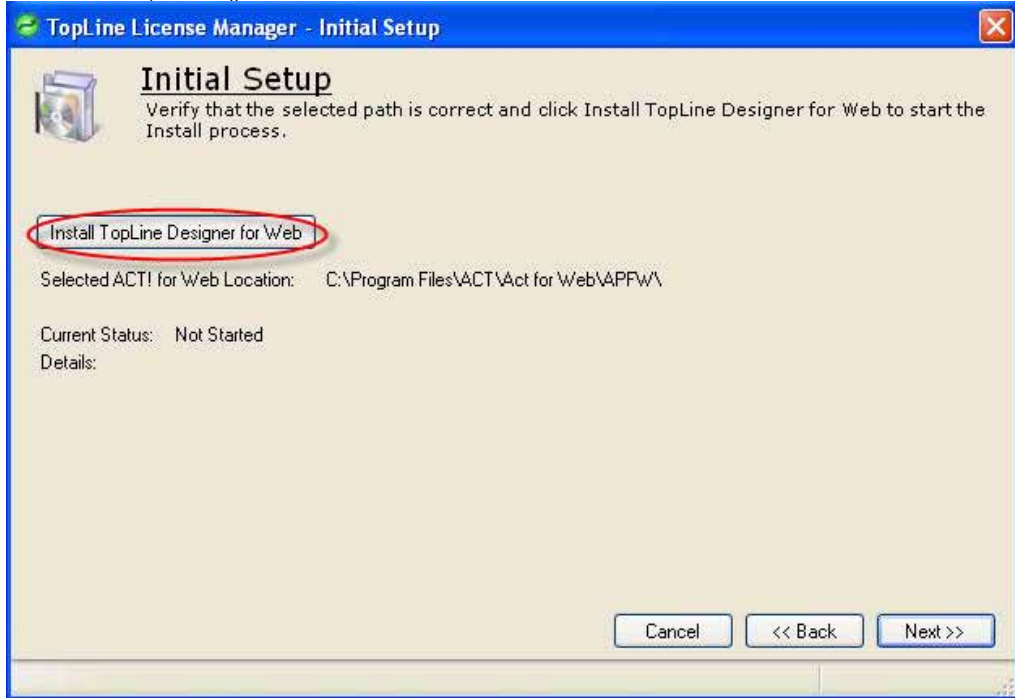 TopLine License Manager - Initial Setup
Initial Setup
Verify that the selected path is correct and click Install TopLine Designer for Web to start the
Install process.
Install TopLine Designer for Web
Selected ACT! for Web Location: C:\Program Files\ACT\Act for Web\APFW\
Current Status: Not Started
Details:
Cancel << Back Next >>